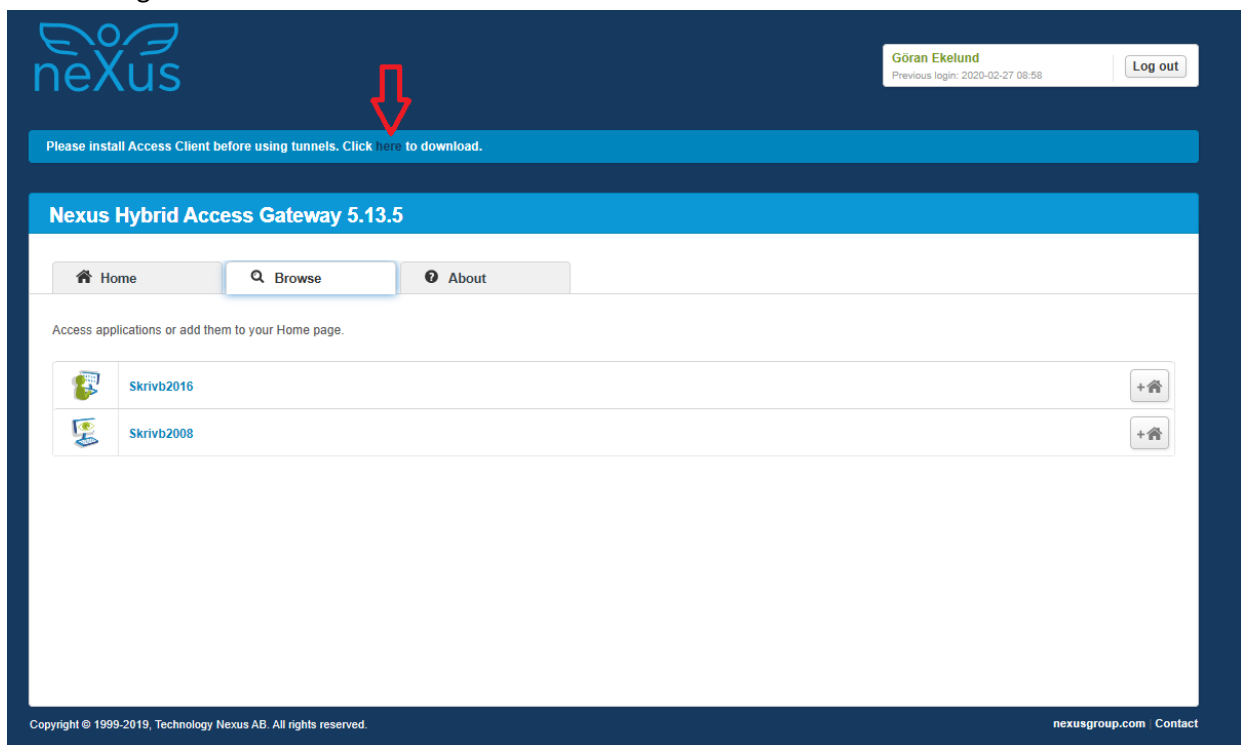 neXus
Göran Ekelund
Previous login: 2020-02-27 08:58
Log out
Please install Access Client before using tunnels. Click here to download.
Nexus Hybrid Access Gateway 5.13.5
Home
Browse
About
Access applications or add them to your Home page.
Skrivb2016
Skrivb2008
Copyright © 1999-2019, Technology Nexus AB. All rights reserved.
nexusgroup.com | Contact